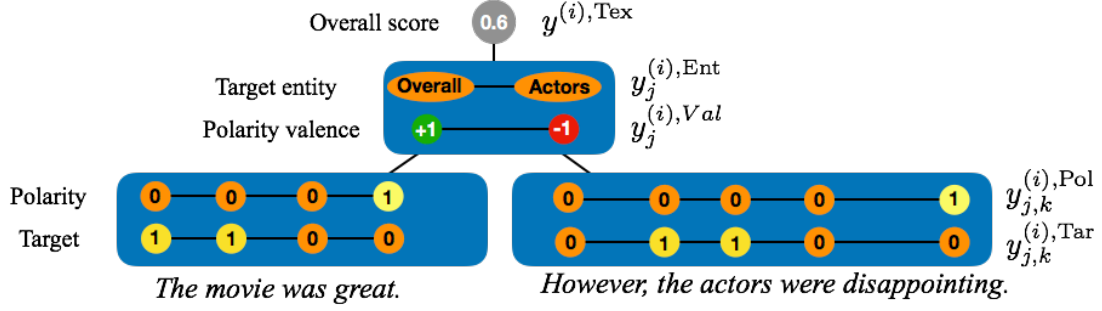 Overall score 0.6 y^{(i),Tex}
Target entity Overall Actors y_j^{(i),Ent}
Polarity valence +1 -1 y_j^{(i),Val}
Polarity 0 0 0 1 0 0 0 0 1 y_{j,k}^{(i),Pol}
Target 1 1 0 0 0 1 1 0 0 y_{j,k}^{(i),Tar}
The movie was great. However, the actors were disappointing.